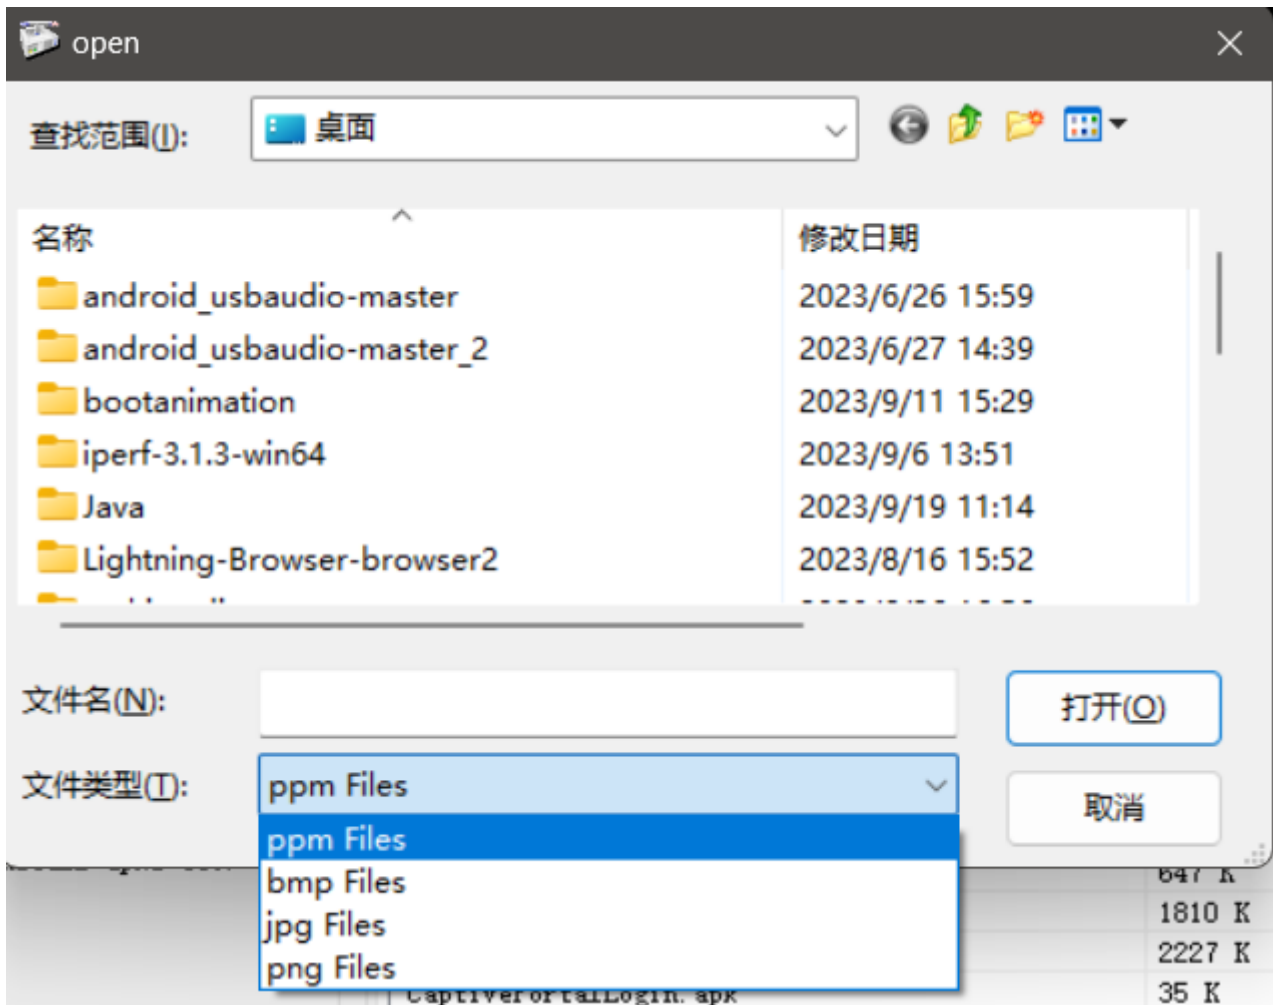 open
查找范围(I):
桌面
名称
修改日期
android_usbaudio-master
2023/6/26 15:59
android_usbaudio-master_2
2023/6/27 14:39
bootanimation
2023/9/11 15:29
iperf-3.1.3-win64
2023/9/6 13:51
Java
2023/9/19 11:14
Lightning-Browser-browser2
2023/8/16 15:52
文件名(N):
打开(O)
文件类型(T):
ppm Files
取消
ppm Files
bmp Files
jpg Files
png Files
647 K
1810 K
2227 K
CaptivePortalLogin.apk
35 K